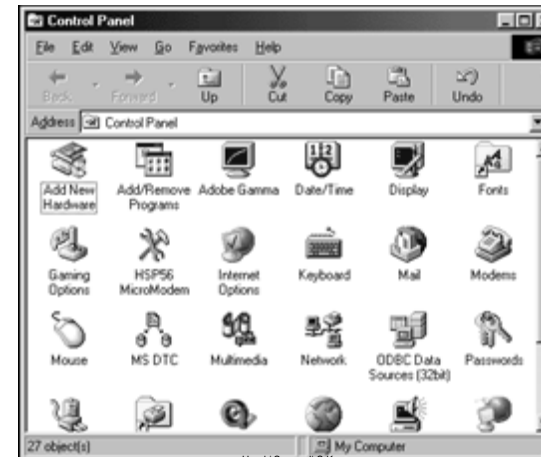 Control Panel
File Edit View Go Favorites Help
Back Forward Up Cut Copy Paste Undo
Address Control Panel
Add New Hardware
Add/Remove Programs
Adobe Gamma
Date/Time
Display
Fonts
Gaming Options
HSP56 MicroModem
Internet Options
Keyboard
Mail
Modems
Mouse
MS DTC
Multimedia
Network
ODBC Data Sources (32bit)
Passwords
27 object(s) My Computer